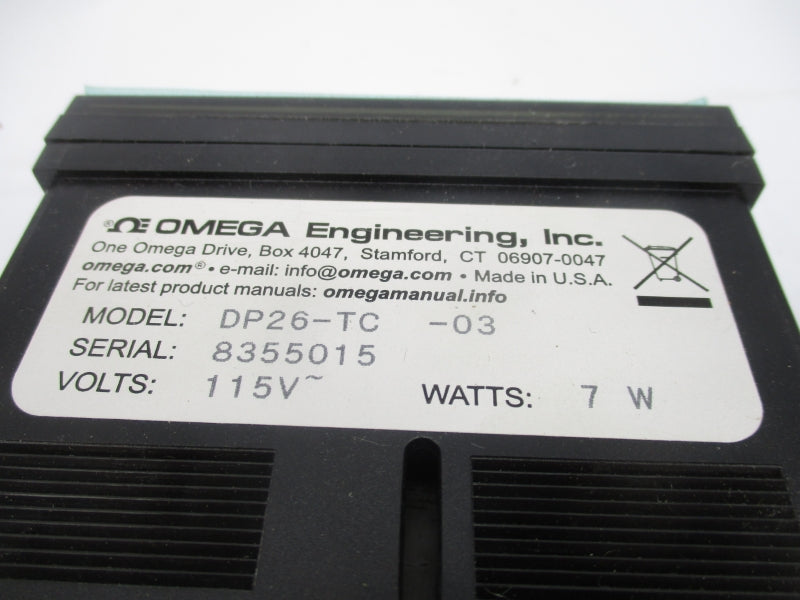 ®ΩE OMEGA Engineering, Inc.
One Omega Drive, Box 4047, Stamford, CT 06907-0047
omega.com® • e-mail: info@omega.com • Made in U.S.A.
For latest product manuals: omegamanual.info
MODEL: DP26-TC -03
SERIAL: 8355015
VOLTS: 115V~ WATTS: 7 W